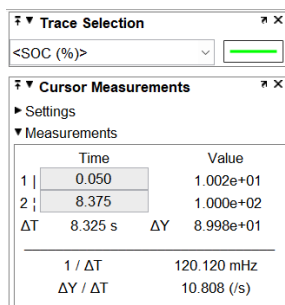 Trace Selection
<SOC (%)>
Cursor Measurements
▶ Settings
▼ Measurements
Time Value
1 | 0.050 1.002e+01
2 ¦ 8.375 1.000e+02
ΔT 8.325 s ΔY 8.998e+01
1 / ΔT 120.120 mHz
ΔY / ΔT 10.808 (/s)